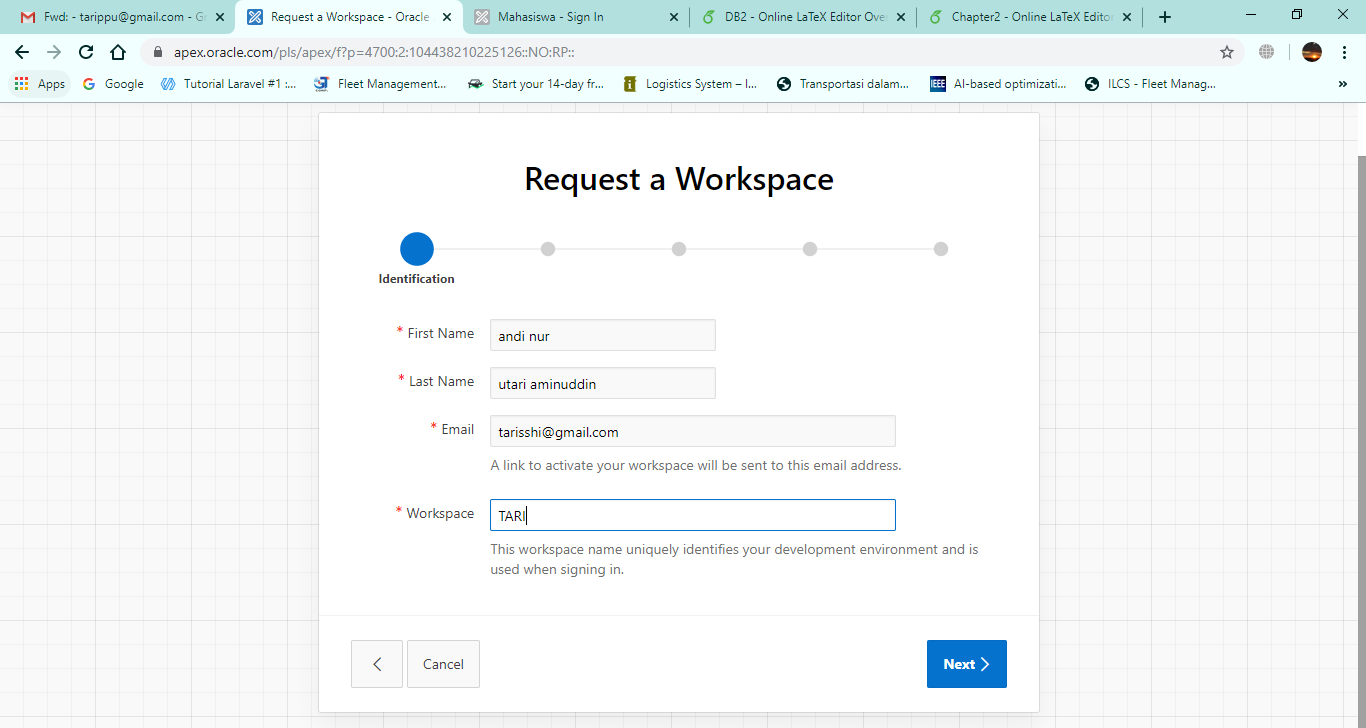 Fwd: - tarippu@gmail.com - G
Request a Workspace - Oracle
Mahasiswa - Sign In
DB2 - Online LaTeX Editor Ove
Chapter2 - Online LaTeX Editor
apex.oracle.com/pls/apex/f?p=4700:2:104438210225126::NO:RP::
Apps
Google
Tutorial Laravel #1 :...
Fleet Management...
Start your 14-day fr...
Logistics System – I...
Transportasi dalam...
IEEE
AI-based optimizati...
ILCS - Fleet Manag...
»
Request a Workspace
Identification
* First Name
andi nur
* Last Name
utari aminuddin
* Email
tarisshi@gmail.com
A link to activate your workspace will be sent to this email address.
* Workspace
TARI
This workspace name uniquely identifies your development environment and is
used when signing in.
Cancel
Next